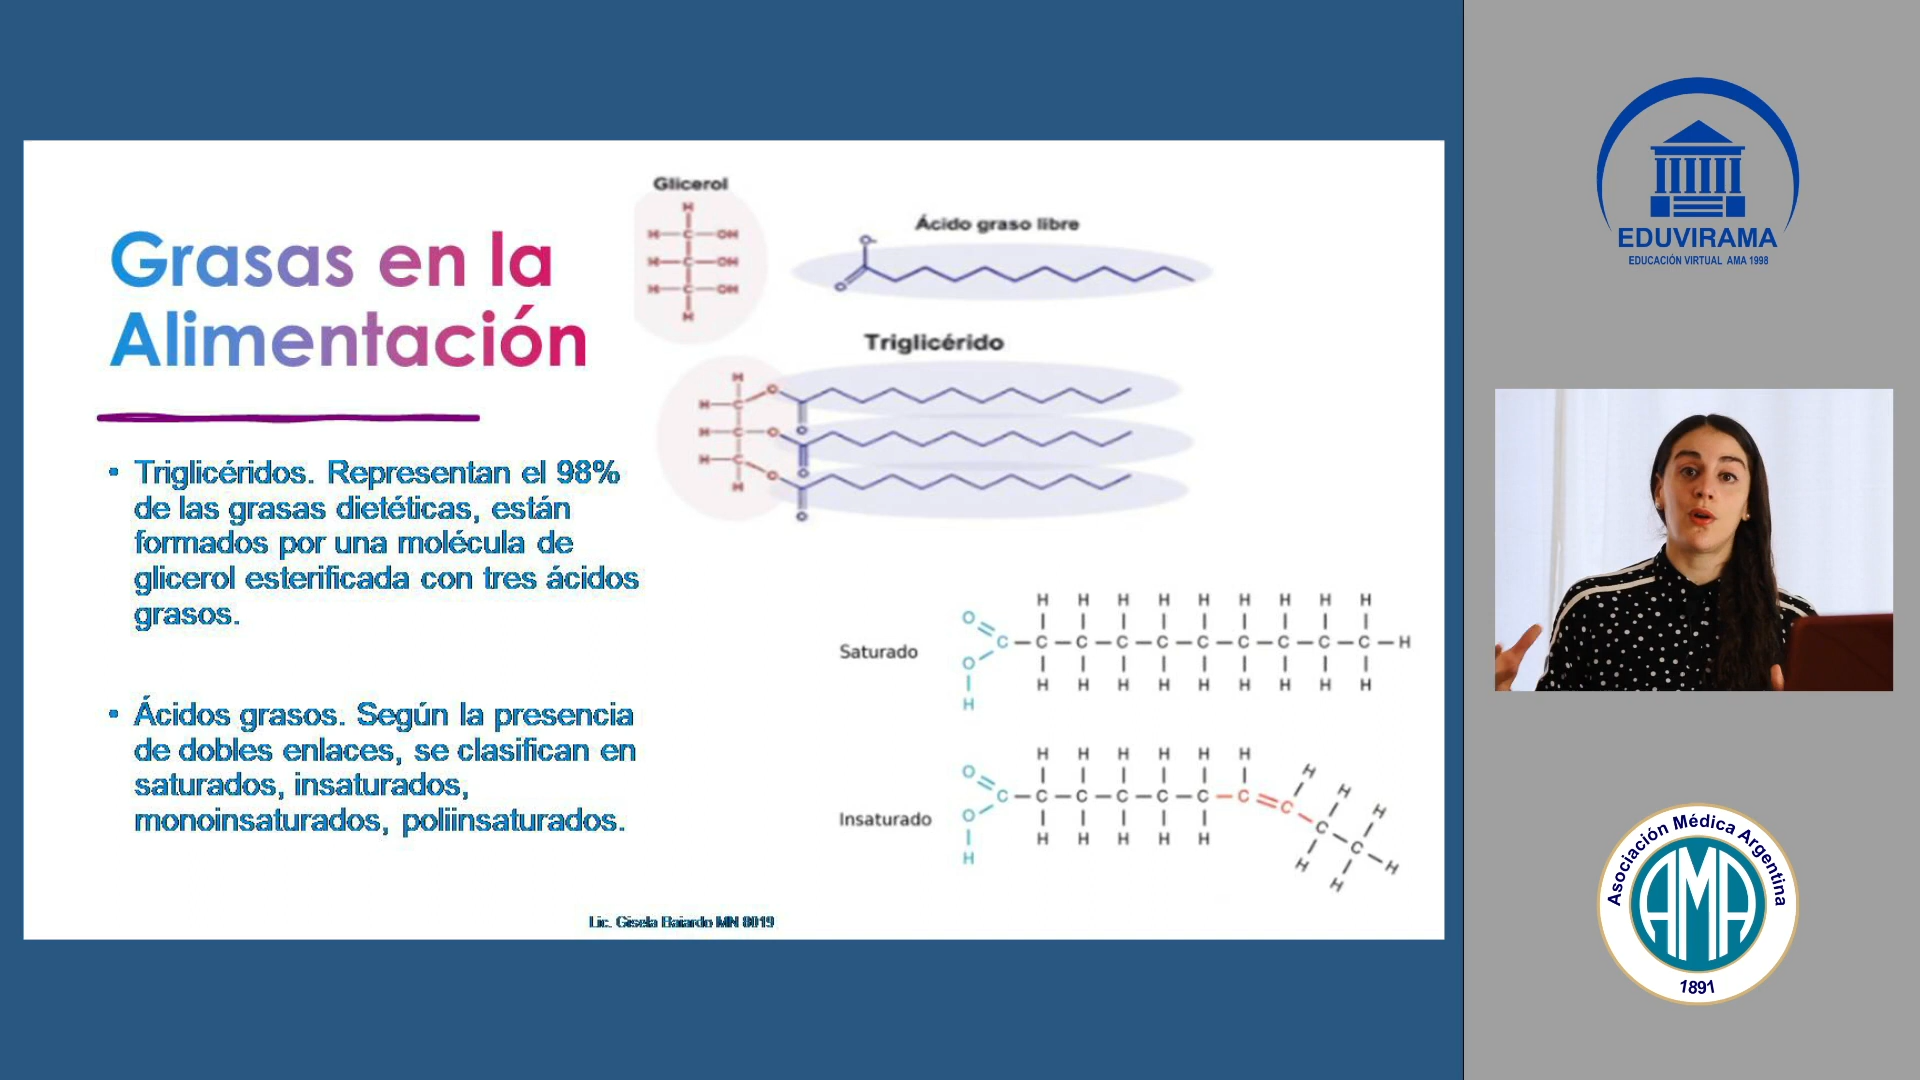 Grasas en la
Alimentación
• Triglicéridos. Representan el 98%
de las grasas dietéticas, están
formados por una molécula de
glicerol esterificada con tres ácidos
grasos.
• Ácidos grasos. Según la presencia
de dobles enlaces, se clasifican en
saturados, insaturados,
monoinsaturados, poliinsaturados.
Glicerol
H
H—C—OH
H—C—OH
H—C—OH
H
Ácido graso libre
O-
O
Triglicérido
H
O
H—C
O
H—C—O
O
H—C
O
H
O
Saturado
H H H H H H H H H
O
C—C—C—C—C—C—C—C—C—C—H
O
H H H H H H H H H
H
Insaturado
H H H H H H
H
O
H
H
C—C—C—C—C—C—C=C
C
O
H H H H H
C
H
H
H
H
Lic. Gisela Baiardo MN 8019
EDUVIRAMA
EDUCACIÓN VIRTUAL AMA 1998
Asociación Médica Argentina
AMA
1891